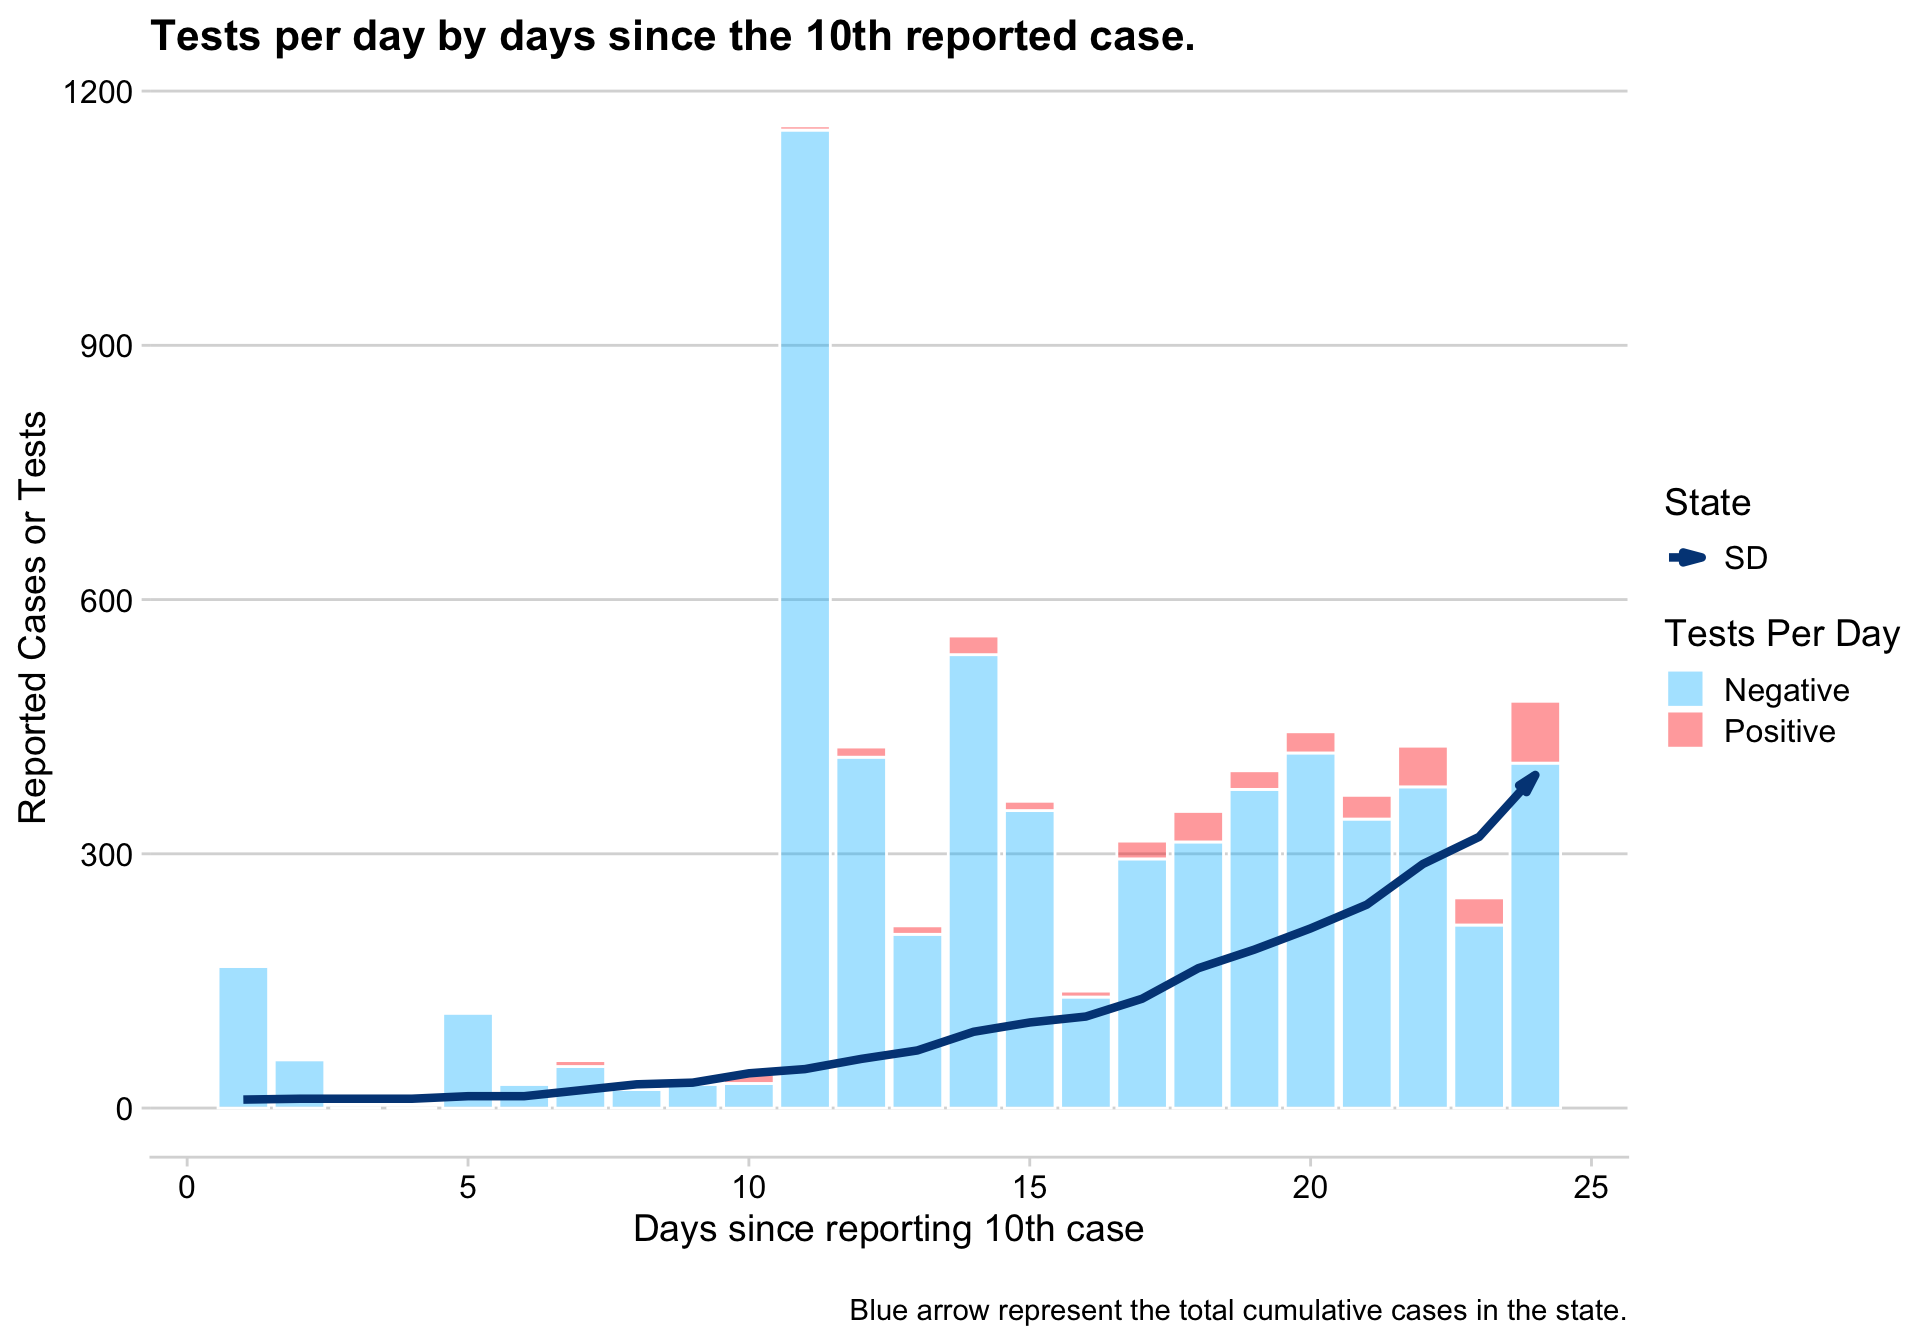 Tests per day by days since the 10th reported case.
1200
900
600
300
0
Reported Cases or Tests
0 5 10 15 20 25
Days since reporting 10th case
State
SD
Tests Per Day
Negative
Positive
Blue arrow represent the total cumulative cases in the state.